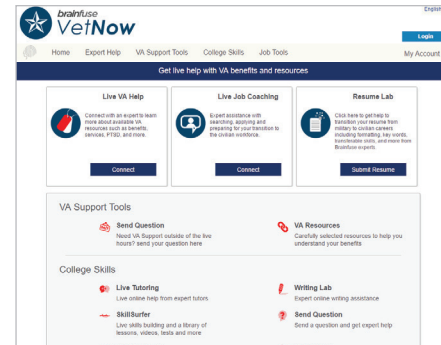 English
brainfuse
VetNow
Login
Home Expert Help VA Support Tools College Skills Job Tools My Account
Get live help with VA benefits and resources
Live VA Help
Connect with an expert to learn
more about available VA
resources such as benefits,
services, PTSD, and more.
Connect
Live Job Coaching
Expert assistance with
searching, applying and
preparing for your transition to
the civilian workforce.
Connect
Resume Lab
Click here to get help to
transition your resume from
military to civilian careers
including formatting, key words,
transferable skills, and more from
Brainfuse experts
Submit Resume
VA Support Tools
Send Question
Need VA Support outside of the live
hours? send your question here
VA Resources
Carefully selected resources to help you
understand your benefits
College Skills
Live Tutoring
Live online help from expert tutors
Writing Lab
Expert online writing assistance
SkillSurfer
Live skills building and a library of
lessons, videos, tests and more
Send Question
Send a question and get expert help